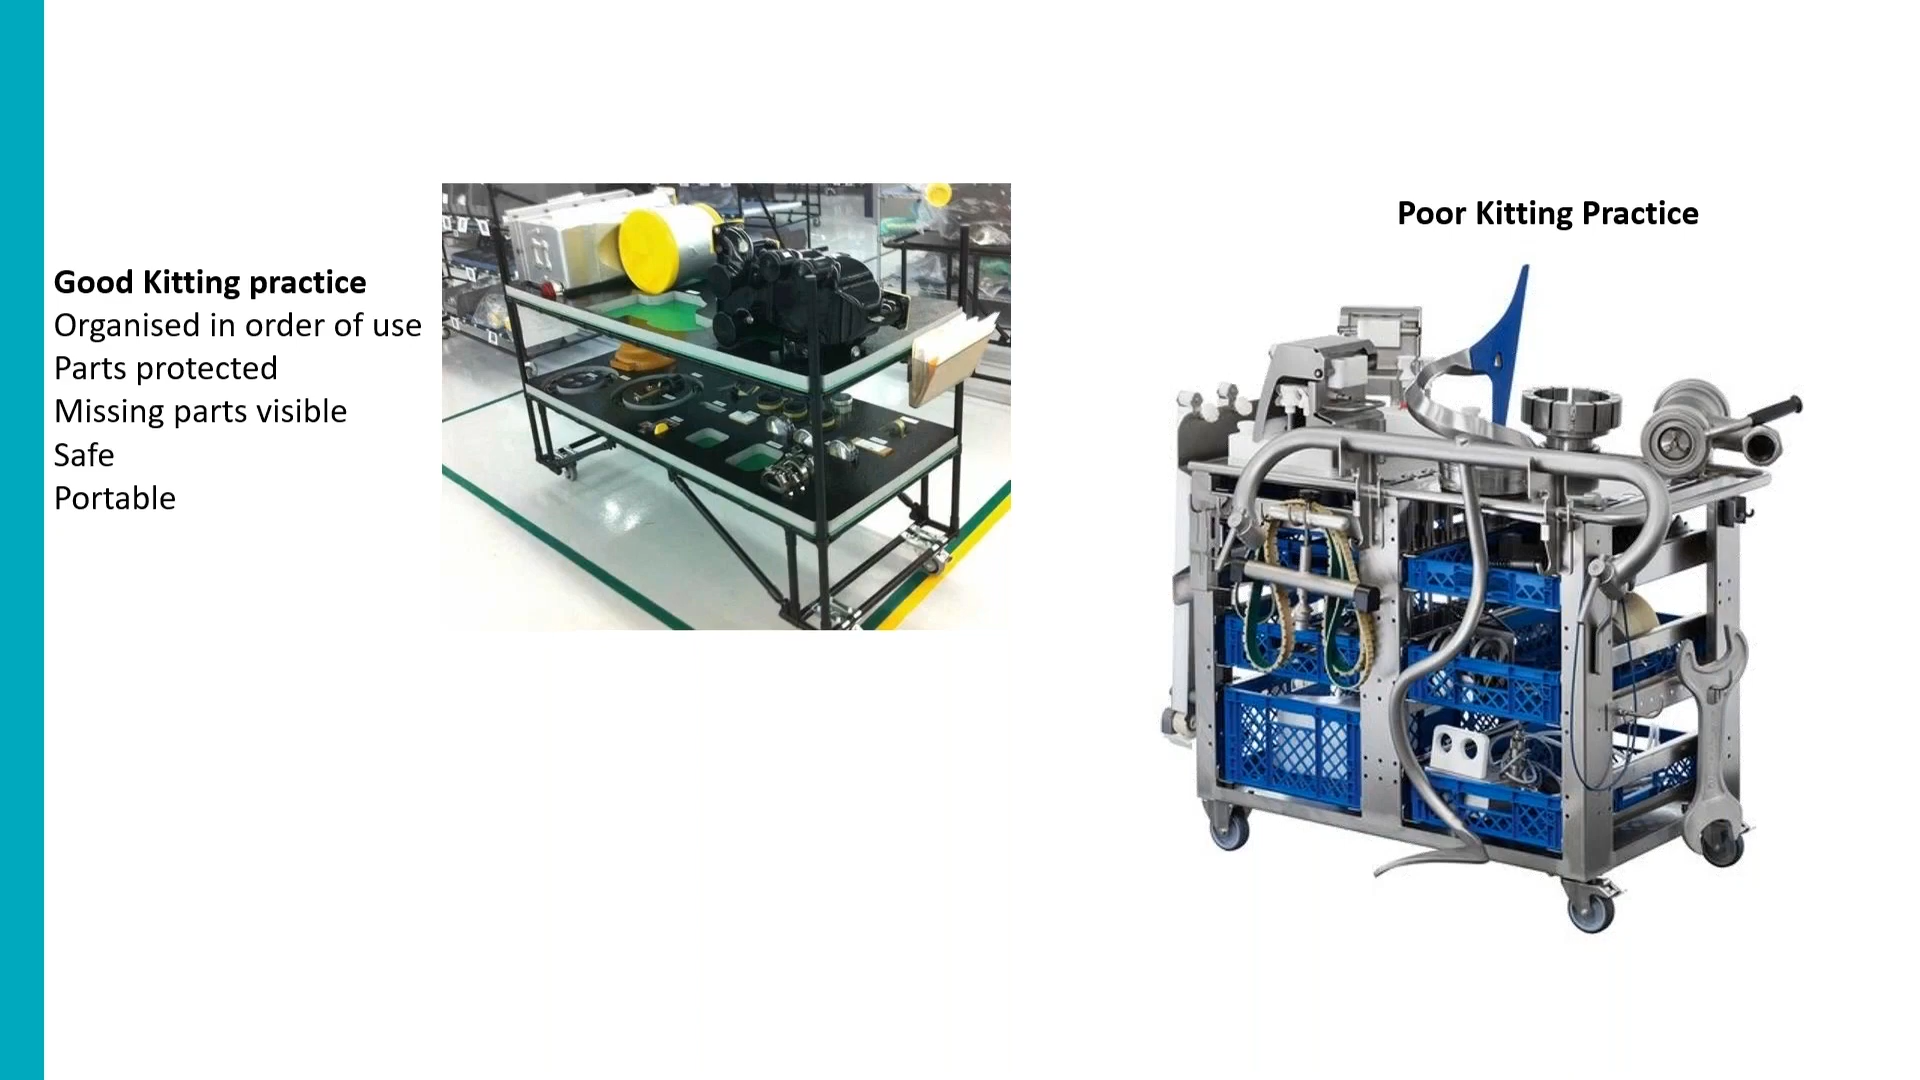 Good Kitting practice
Organised in order of use
Parts protected
Missing parts visible
Safe
Portable
Poor Kitting Practice